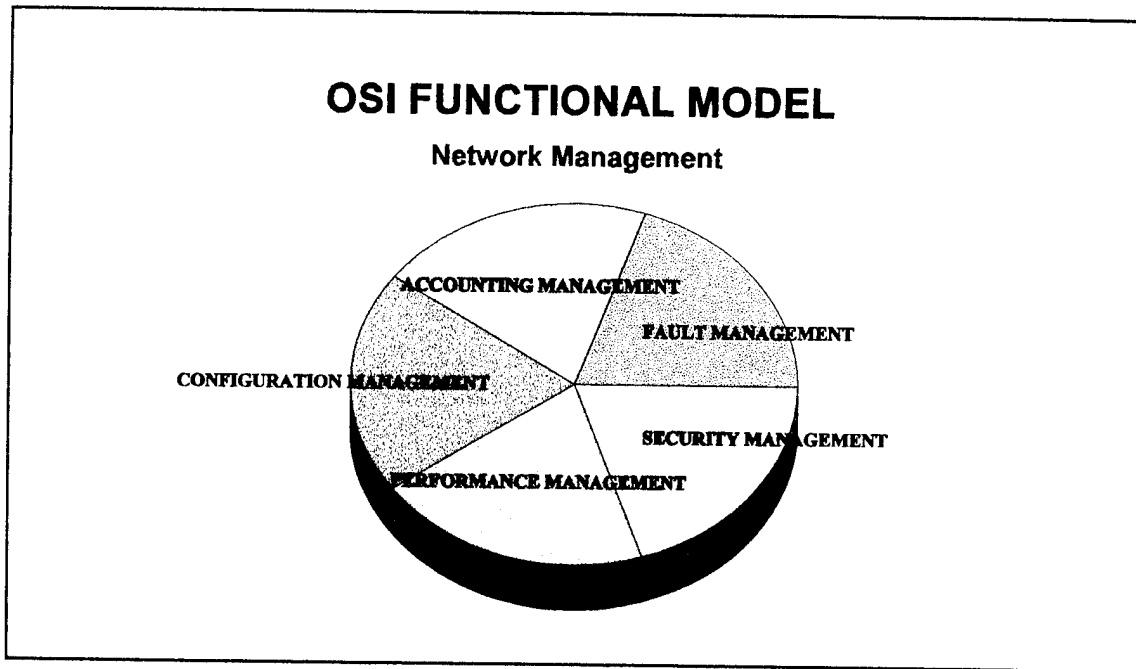 OSI FUNCTIONAL MODEL
Network Management
ACCOUNTING MANAGEMENT
FAULT MANAGEMENT
CONFIGURATION MANAGEMENT
SECURITY MANAGEMENT
PERFORMANCE MANAGEMENT